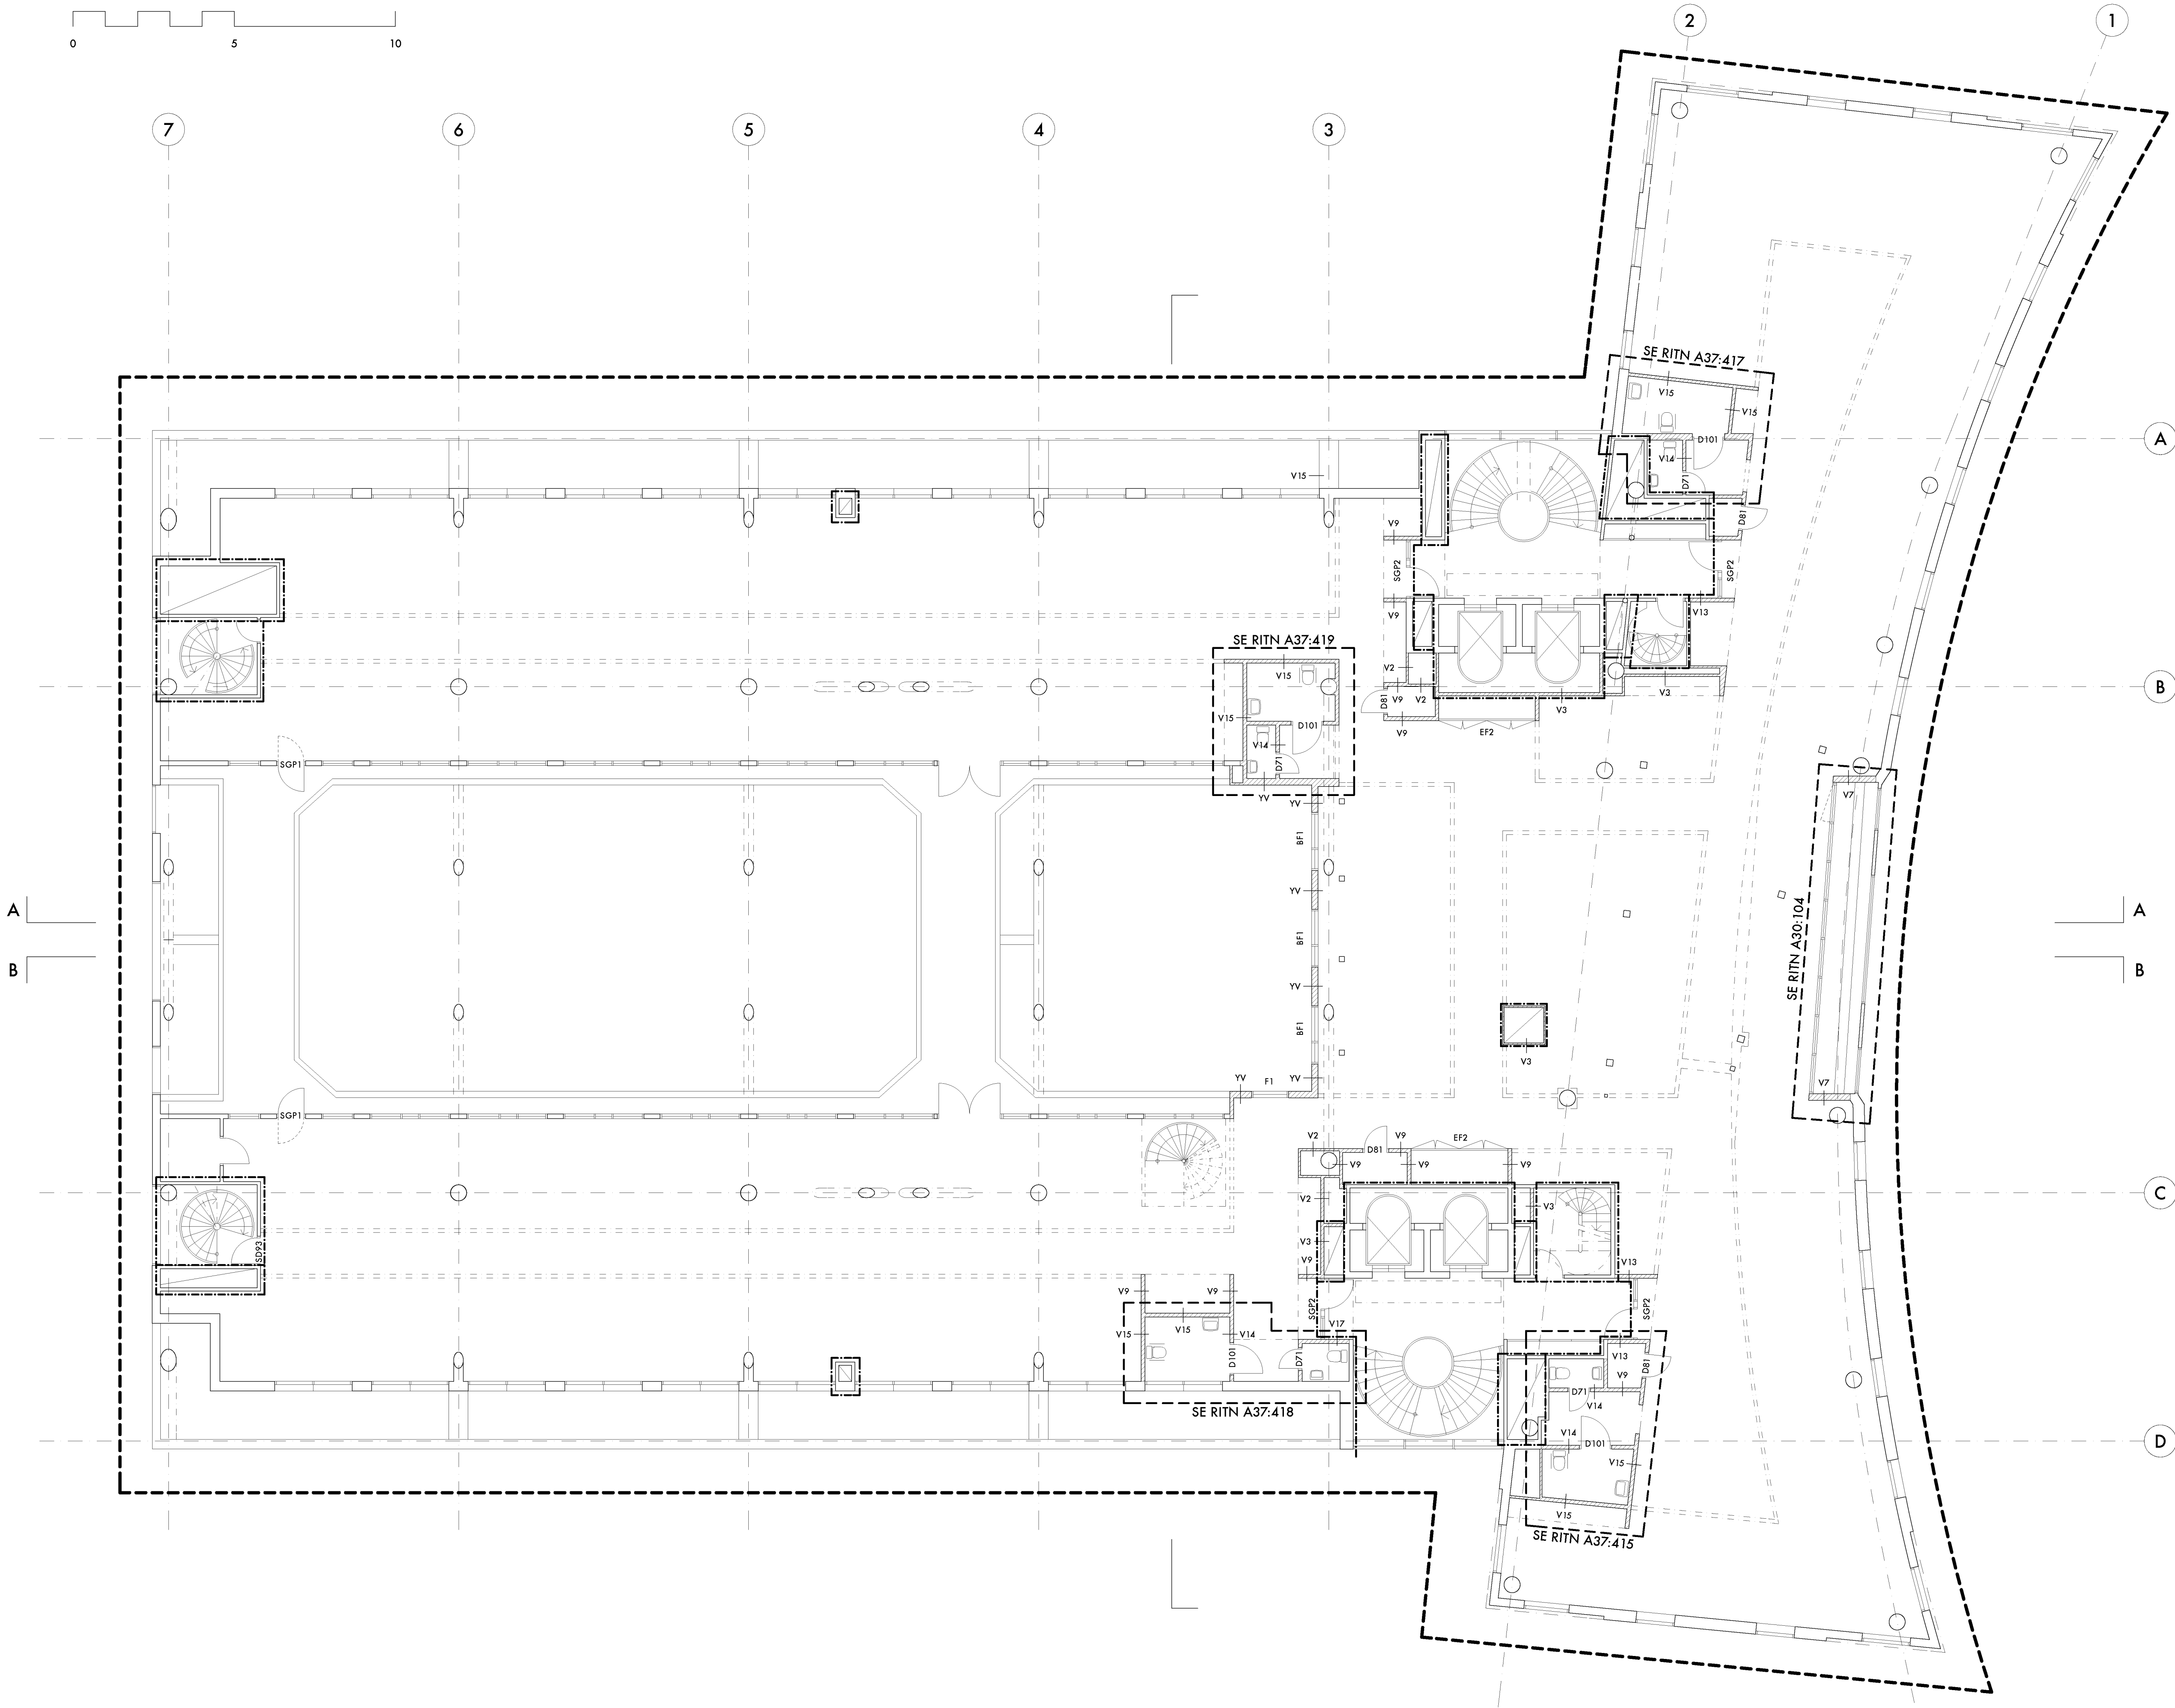 2
1
0 5 10
7
6
5
4
3
SE RITN A37:417
V15
V15
D101
A
V14
V15
D71
V9
D81
SGP2
SGP2
V9
V13
SE RITN A37:419
V2
V15
V3
B
V9
V2
D81
V3
V15
D101
V9
EF2
V14
D71
SGP1
V7
YV
YV
BF1
YV
SE RITN A30:104
A
A
BF1
B
B
YV
BF1
V3
YV
YV
F1
V7
SGP1
V2
D81
V9
EF2
V9
V9
V9
C
V2
V3
V3
SD93
V9
V13
V9
V9
SGP2
SGP2
V15
V15
V14
V17
D101
D71
V13
D81
V9
D71
V14
SE RITN A37:418
V14
D101
D
V15
V15
SE RITN A37:415